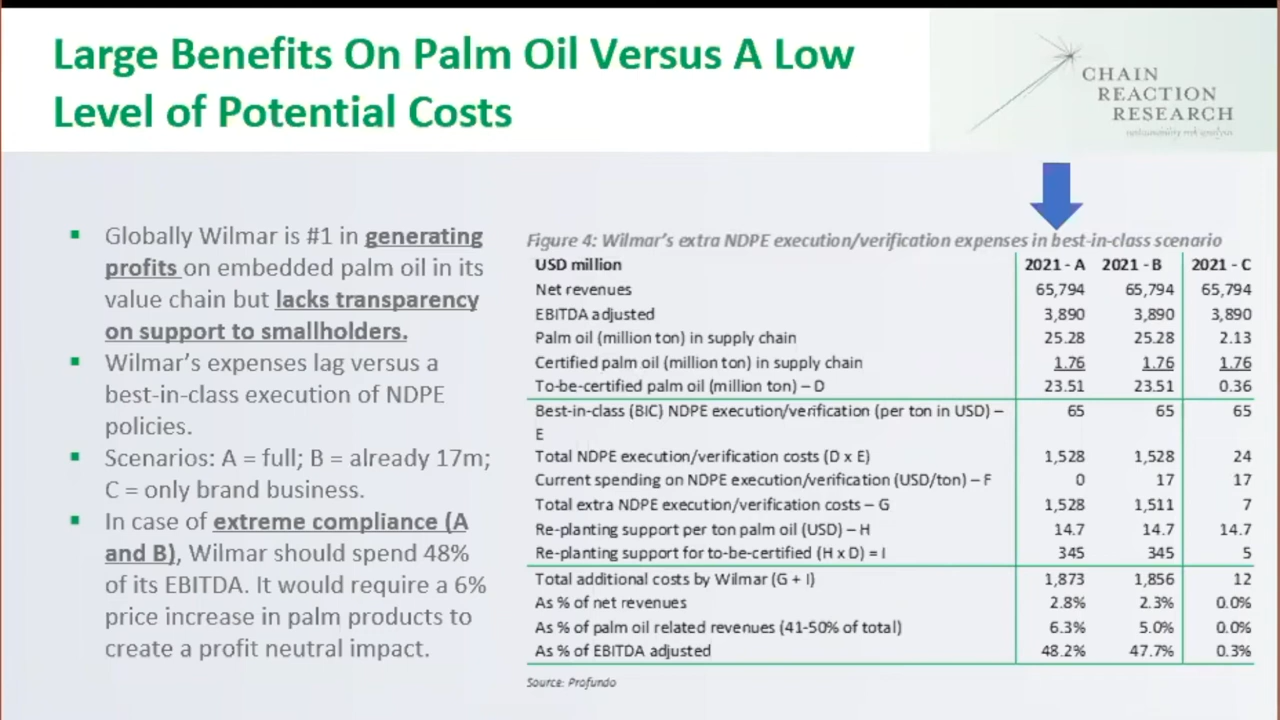 Large Benefits On Palm Oil Versus A Low
Level of Potential Costs
CHAIN
REACTION
RESEARCH
sustainability risk analysis
▪ Globally Wilmar is #1 in generating
profits on embedded palm oil in its
value chain but lacks transparency
on support to smallholders.
▪ Wilmar’s expenses lag versus a
best-in-class execution of NDPE
policies.
▪ Scenarios: A = full; B = already 17m;
C = only brand business.
▪ In case of extreme compliance (A
and B), Wilmar should spend 48%
of its EBITDA. It would require a 6%
price increase in palm products to
create a profit neutral impact.
Figure 4: Wilmar’s extra NDPE execution/verification expenses in best-in-class scenario
USD million 2021 - A 2021 - B 2021 - C
Net revenues 65,794 65,794 65,794
EBITDA adjusted 3,890 3,890 3,890
Palm oil (million ton) in supply chain 25.28 25.28 2.13
Certified palm oil (million ton) in supply chain 1.76 1.76 1.76
To-be-certified palm oil (million ton) – D 23.51 23.51 0.36
Best-in-class (BIC) NDPE execution/verification (per ton in USD) – 65 65 65
E
Total NDPE execution/verification costs (D x E) 1,528 1,528 24
Current spending on NDPE execution/verification (USD/ton) – F 0 17 17
Total extra NDPE execution/verification costs – G 1,528 1,511 7
Re-planting support per ton palm oil (USD) – H 14.7 14.7 14.7
Re-planting support for to-be-certified (H x D) = I 345 345 5
Total additional costs by Wilmar (G + I) 1,873 1,856 12
As % of net revenues 2.8% 2.3% 0.0%
As % of palm oil related revenues (41-50% of total) 6.3% 5.0% 0.0%
As % of EBITDA adjusted 48.2% 47.7% 0.3%
Source: Profundo